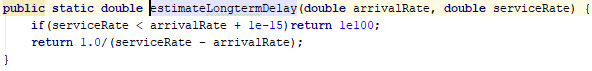 public static double estimateLongtermDelay(double arrivalRate, double serviceRate) {
if(serviceRate < arrivalRate + 1e-15)return 1e100;
return 1.0/(serviceRate - arrivalRate);
}